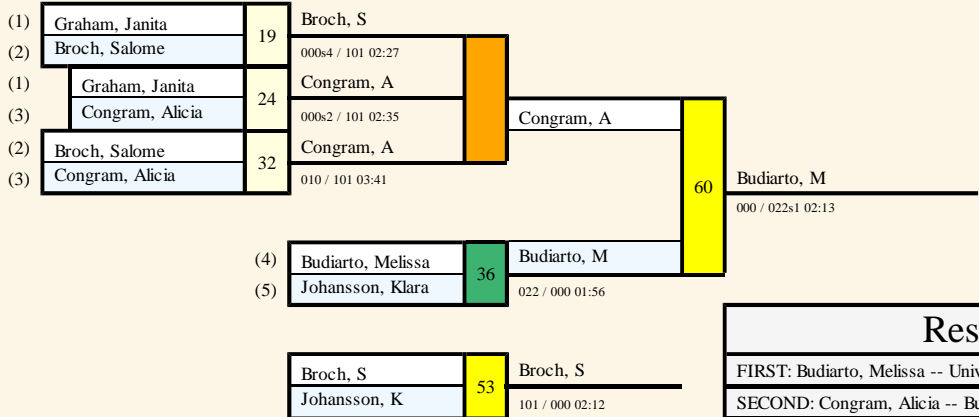 (1) Graham, Janita 19 Broch, S
(2) Broch, Salome 000s4 / 101 02:27
(1) Graham, Janita 24 Congram, A
(3) Congram, Alicia 000s2 / 101 02:35 Congram, A
(2) Broch, Salome 32 Congram, A
(3) Congram, Alicia 010 / 101 03:41
60 Budiarto, M
000 / 022s1 02:13
(4) Budiarto, Melissa 36 Budiarto, M
(5) Johansson, Klara 022 / 000 01:56
Res
Broch, S 53 Broch, S
Johansson, K 101 / 000 02:12
FIRST: Budiarto, Melissa -- Univ
SECOND: Congram, Alicia -- Bu